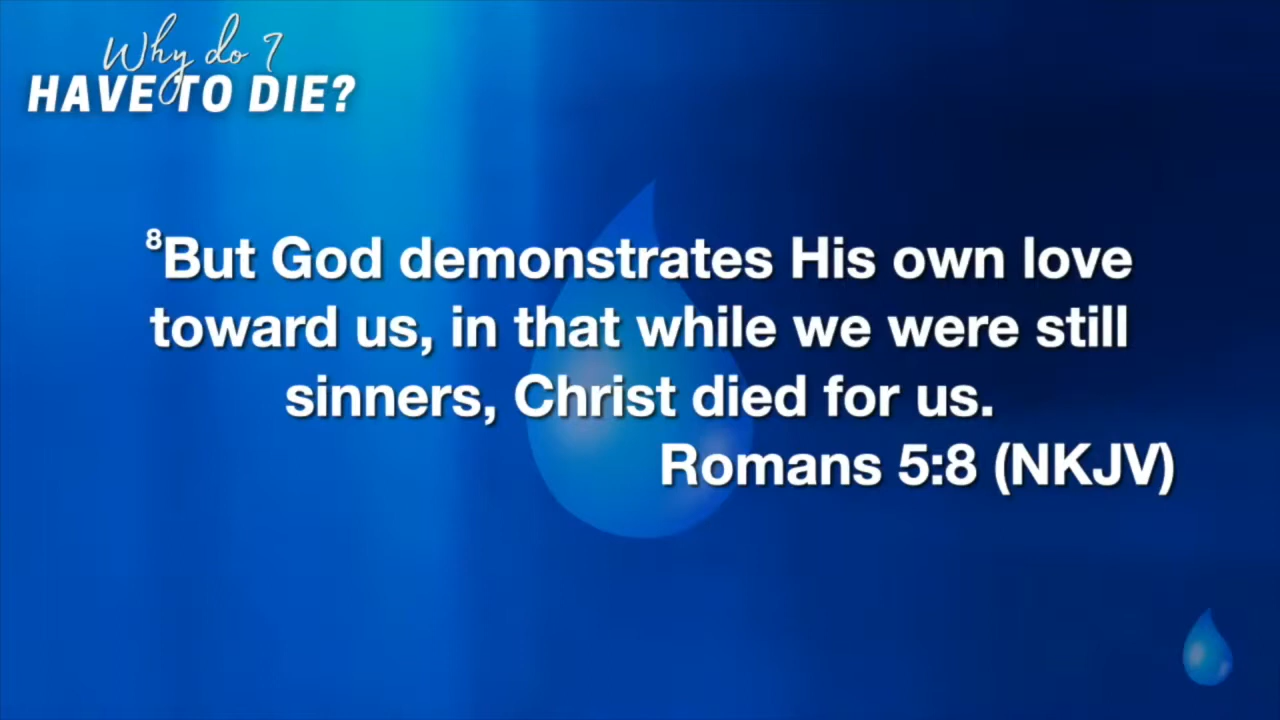 Why do I
HAVE TO DIE?
⁸But God demonstrates His own love
toward us, in that while we were still
sinners, Christ died for us.
Romans 5:8 (NKJV)